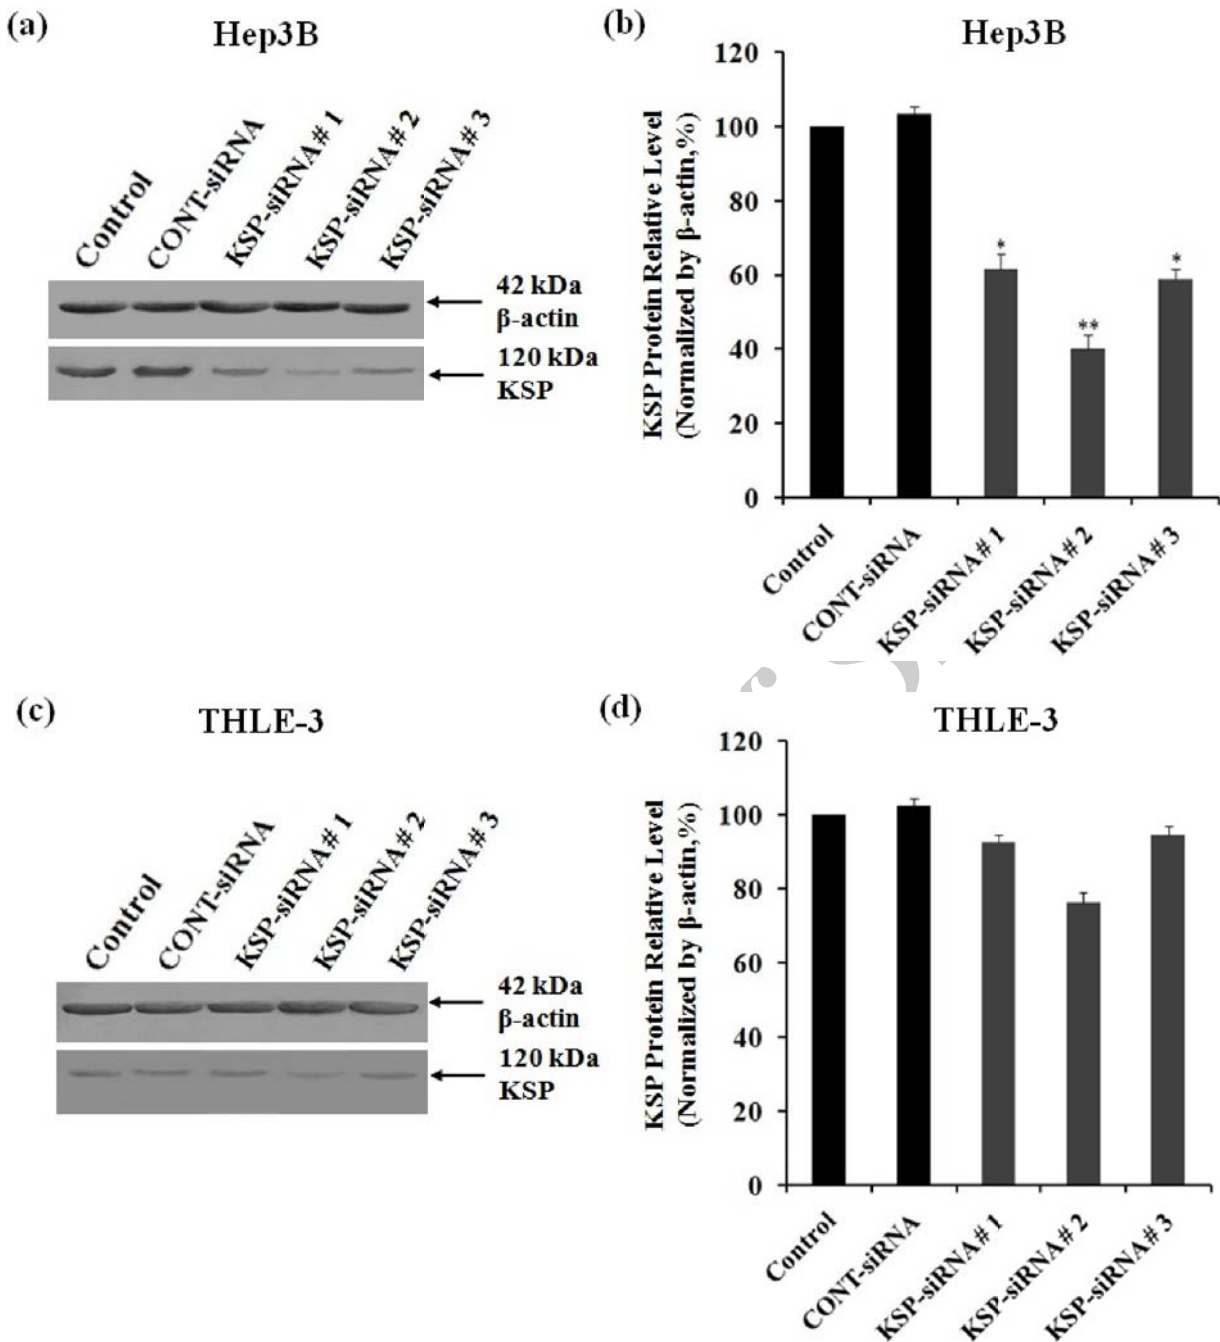 (a)
Hep3B
Control
CONT-siRNA
KSP-siRNA# 1
KSP-siRNA# 2
KSP-siRNA# 3
42 kDa
β-actin
120 kDa
KSP
(b)
Hep3B
KSP Protein Relative Level
(Normalized by β-actin,%)
120
100
80
60
40
20
0
*
**
*
Control
CONT-siRNA
KSP-siRNA# 1
KSP-siRNA# 2
KSP-siRNA# 3
(c)
THLE-3
Control
CONT-siRNA
KSP-siRNA# 1
KSP-siRNA# 2
KSP-siRNA# 3
42 kDa
β-actin
120 kDa
KSP
(d)
THLE-3
KSP Protein Relative Level
(Normalized by β-actin,%)
120
100
80
60
40
20
0
Control
CONT-siRNA
KSP-siRNA# 1
KSP-siRNA# 2
KSP-siRNA# 3